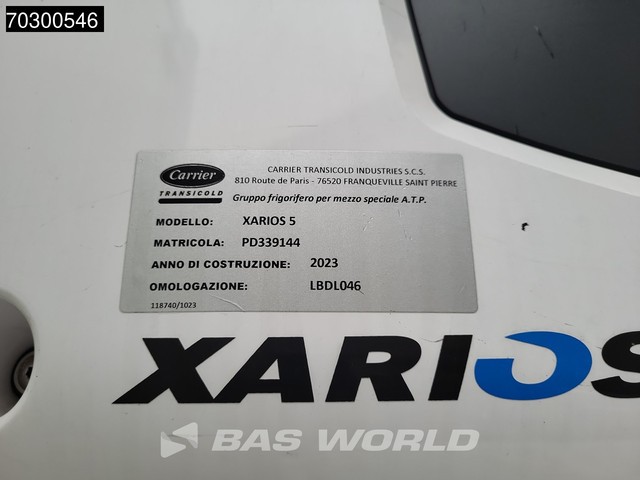 70300546
Carrier
TRANSICOLD
CARRIER TRANSICOLD INDUSTRIES S.C.S.
810 Route de Paris - 76520 FRANQUEVILLE SAINT PIERRE
Gruppo frigorifero per mezzo speciale A.T.P.
MODELLO: XARIOS 5
MATRICOLA: PD339144
ANNO DI COSTRUZIONE: 2023
OMOLOGAZIONE: LBDL046
118740/1023
XARIOS
BAS WORLD